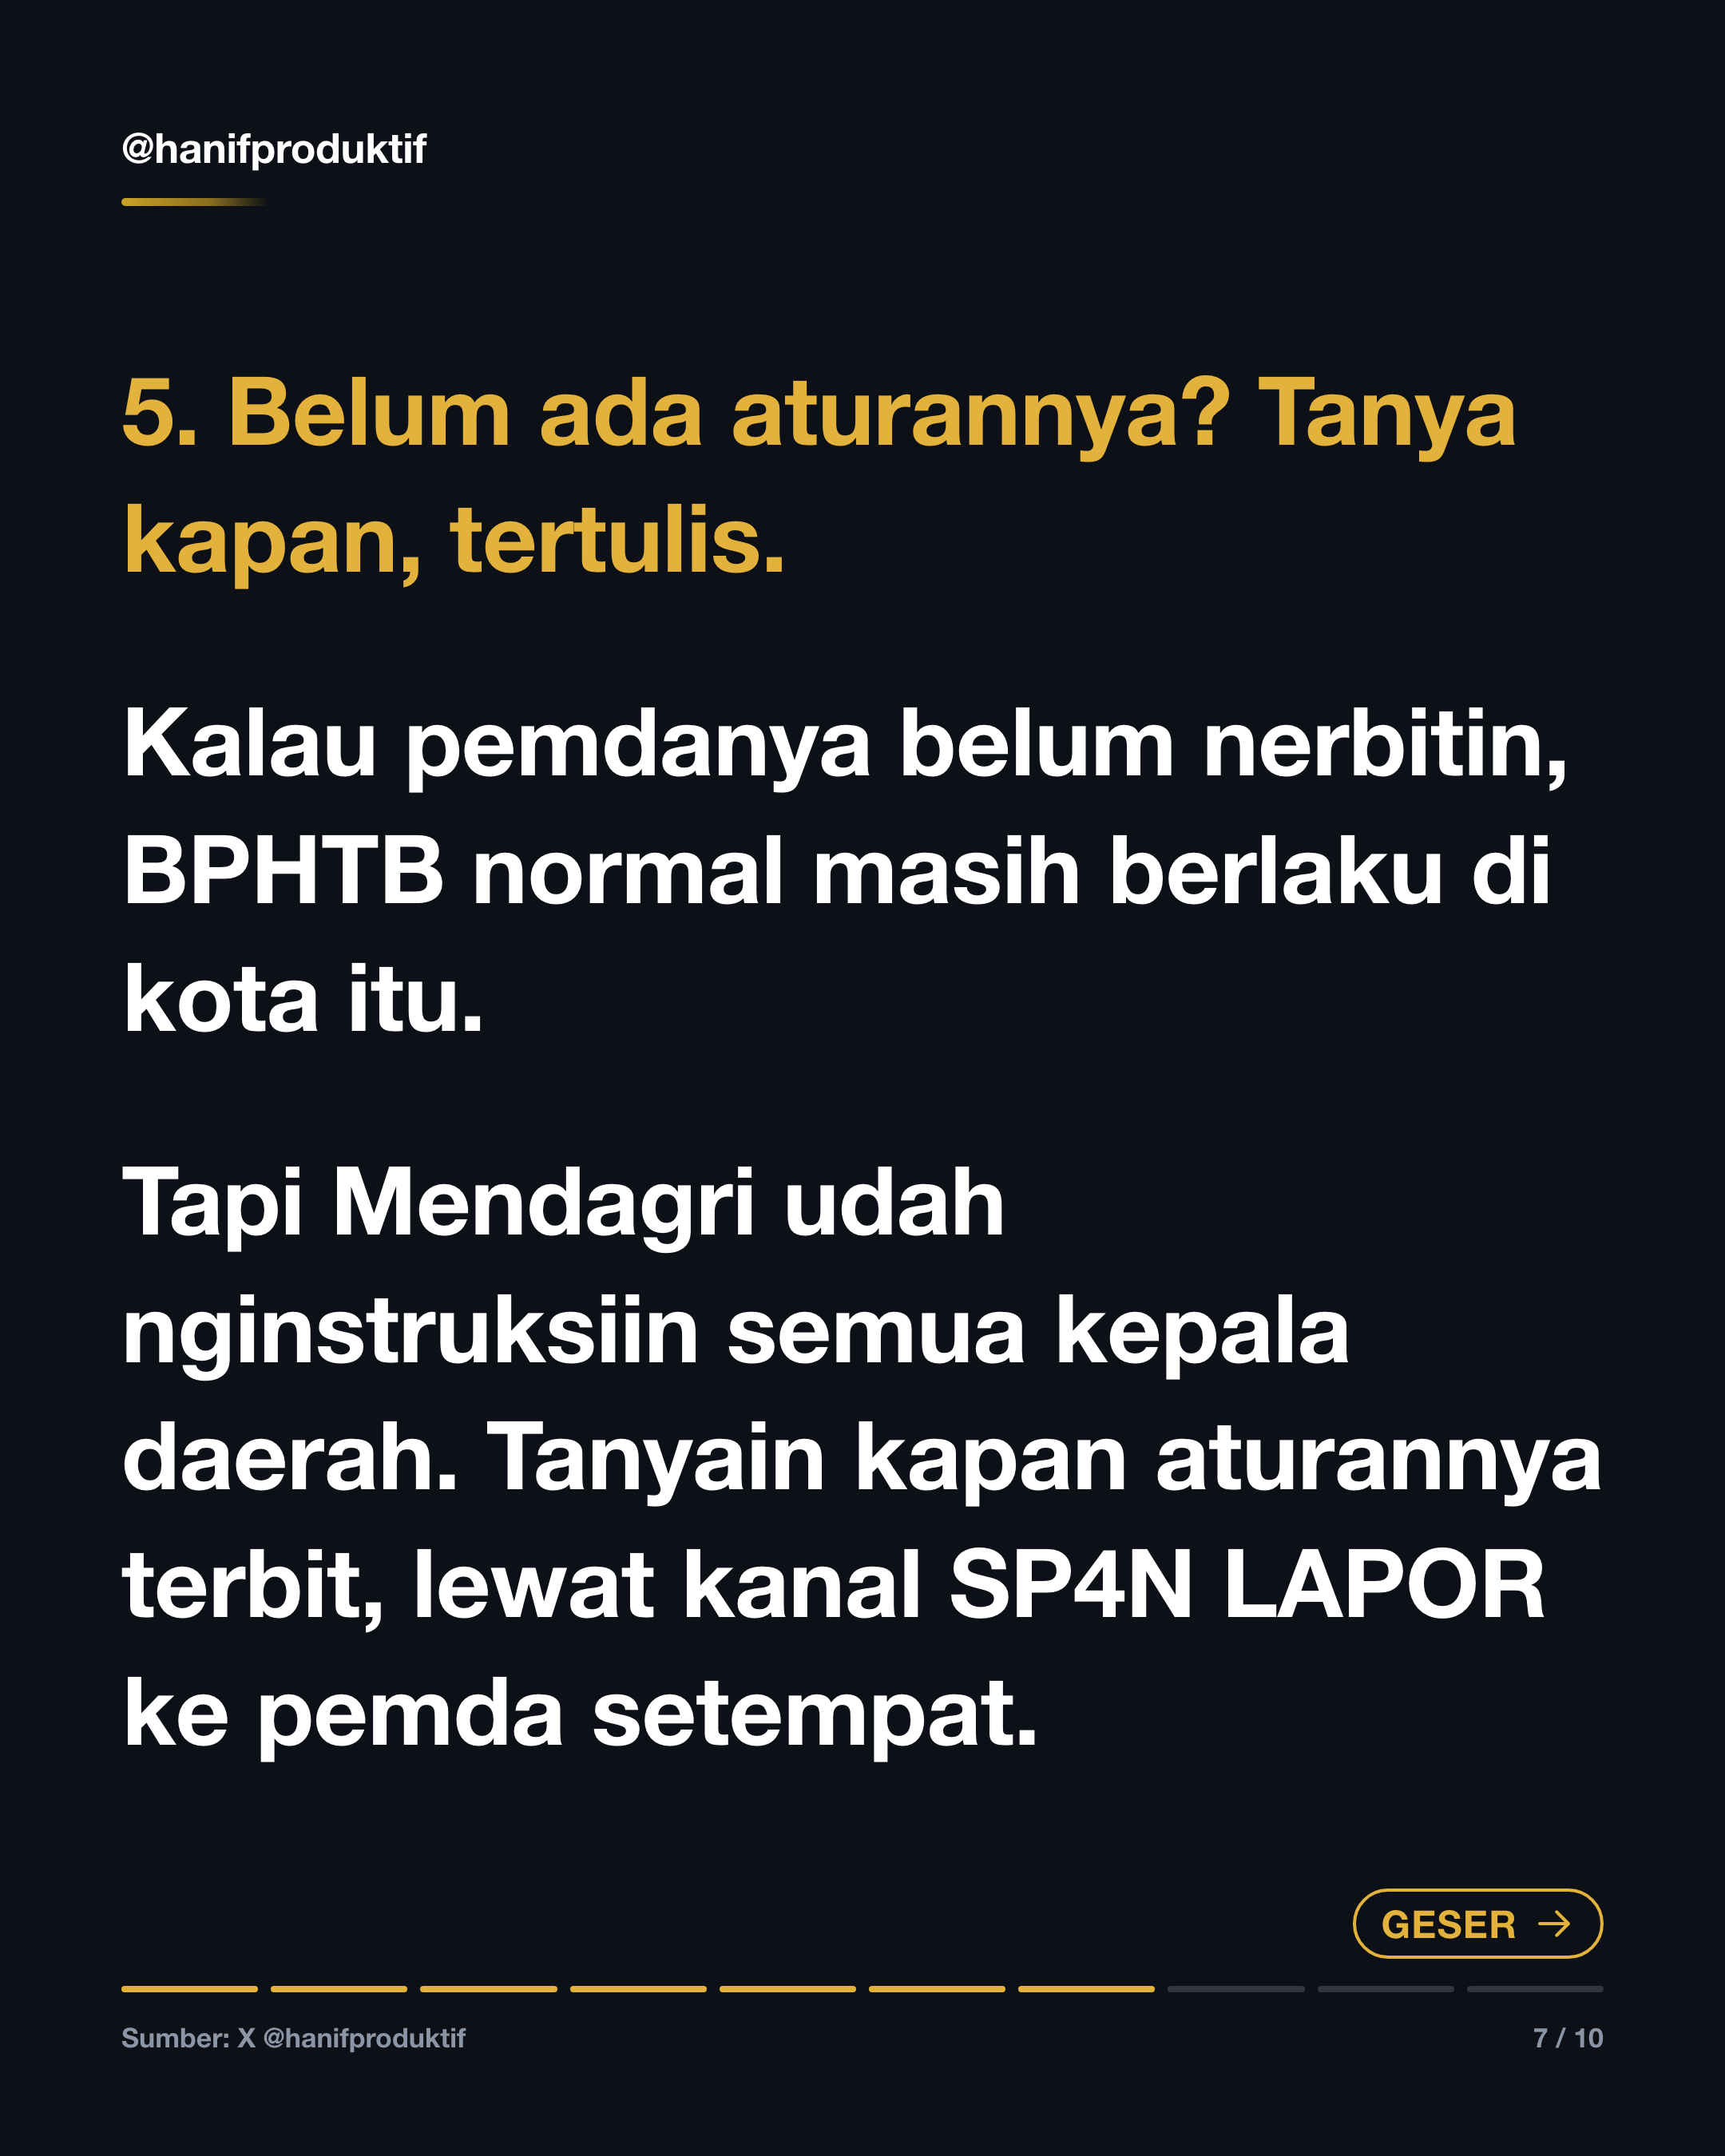 @hanifproduktif
5. Belum ada aturannya? Tanya
kapan, tertulis.
Kalau pemdanya belum nerbitin,
BPHTB normal masih berlaku di
kota itu.
Tapi Mendagri udah
nginstruksiin semua kepala
daerah. Tanyain kapan aturannya
terbit, lewat kanal SP4N LAPOR
ke pemda setempat.
GESER →
Sumber: X @hanifproduktif
7 / 10